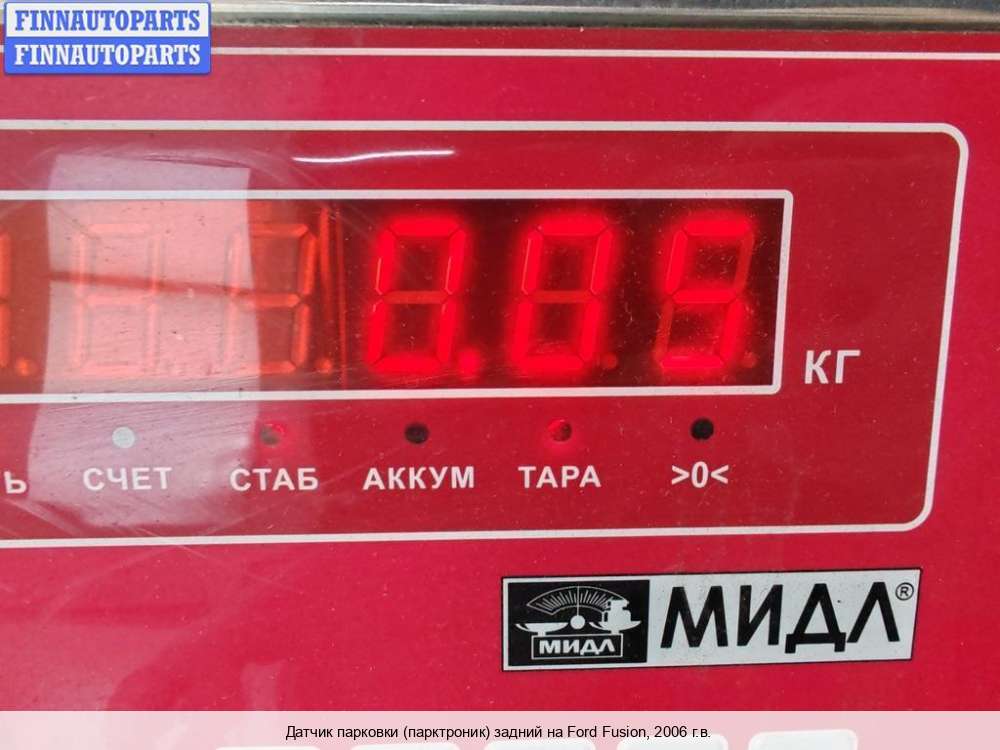 FINNAUTOPARTS
FINNAUTOPARTS
0.05
КГ
Ь СЧЕТ СТАБ АККУМ ТАРА >0<
МИДЛ МИДЛ®
Датчик парковки (парктроник) задний на Ford Fusion, 2006 г.в.